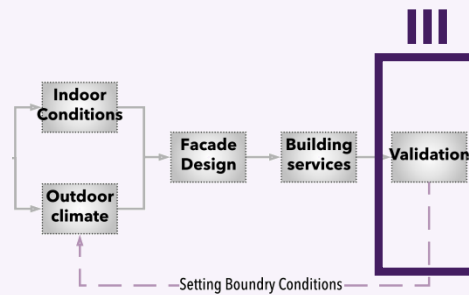 III
Indoor
Conditions
Facade
Design
Building
services
Validation
Outdoor
climate
Setting Boundry Conditions